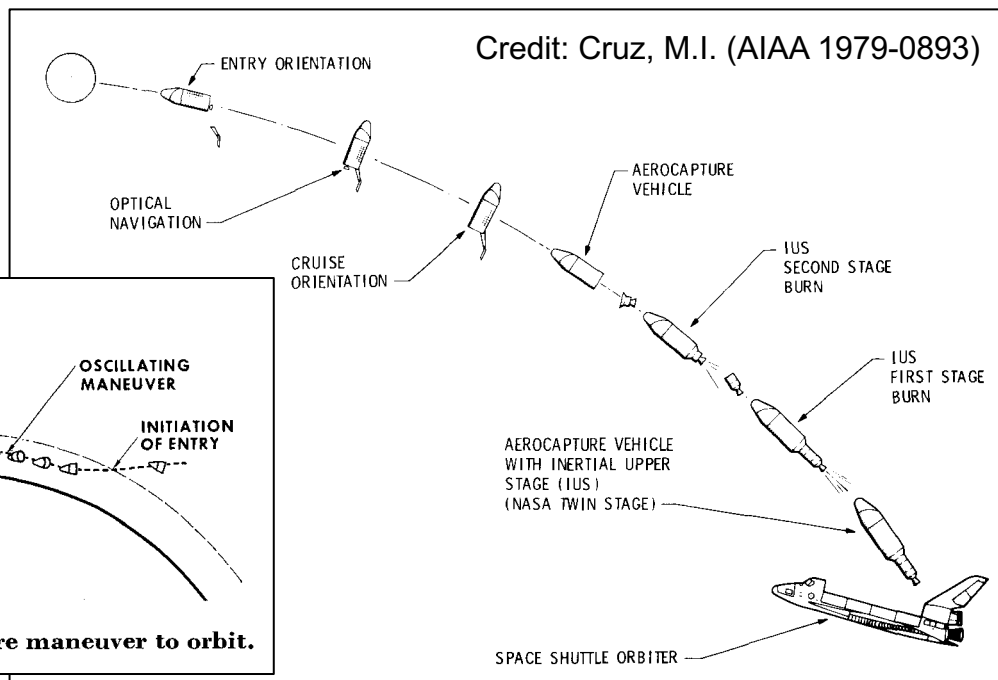 Credit: Cruz, M.I. (AIAA 1979-0893)
ENTRY ORIENTATION
OPTICAL
NAVIGATION
CRUISE
ORIENTATION
AEROCAPTURE
VEHICLE
IUS
SECOND STAGE
BURN
IUS
FIRST STAGE
BURN
AEROCAPTURE VEHICLE
WITH INERTIAL UPPER
STAGE (IUS)
(NASA TWIN STAGE)
SPACE SHUTTLE ORBITER
OSCILLATING
MANEUVER
INITIATION
OF ENTRY
re maneuver to orbit.